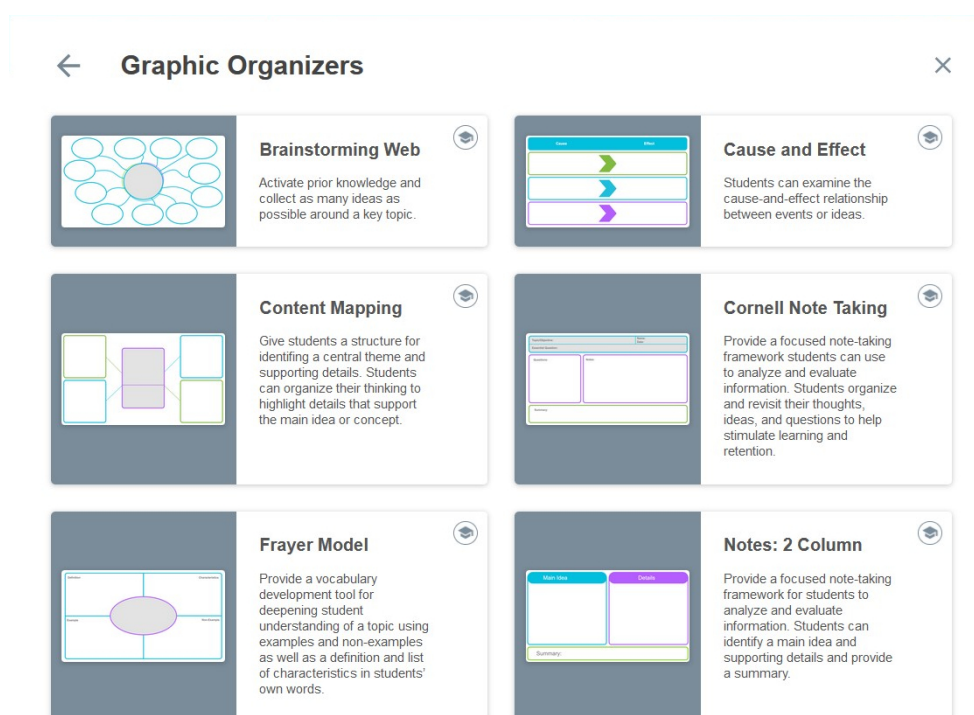 Graphic Organizers
Brainstorming Web
Activate prior knowledge and
collect as many ideas as
possible around a key topic.
Cause
Effect
Cause and Effect
Students can examine the
cause-and-effect relationship
between events or ideas.
Content Mapping
Give students a structure for
identifing a central theme and
supporting details. Students
can organize their thinking to
highlight details that support
the main idea or concept.
Cornell Note Taking
Provide a focused note-taking
framework students can use
to analyze and evaluate
information. Students organize
and revisit their thoughts,
ideas, and questions to help
stimulate learning and
retention.
Frayer Model
Provide a vocabulary
development tool for
deepening student
understanding of a topic using
examples and non-examples
as well as a definition and list
of characteristics in students'
own words.
Main Idea
Details
Summary:
Notes: 2 Column
Provide a focused note-taking
framework for students to
analyze and evaluate
information. Students can
identify a main idea and
supporting details and provide
a summary.